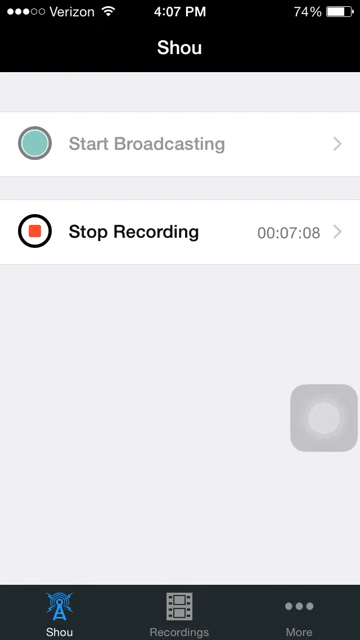 Verizon 4:07 PM 74%
Shou
Start Broadcasting
Stop Recording 00:07:08
Shou Recordings More